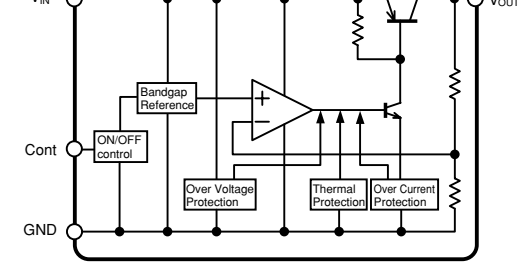 VIN
VOUT
Bandgap
Reference
+
−
ON/OFF
control
Cont
Over Voltage
Protection
Thermal
Protection
Over Current
Protection
GND